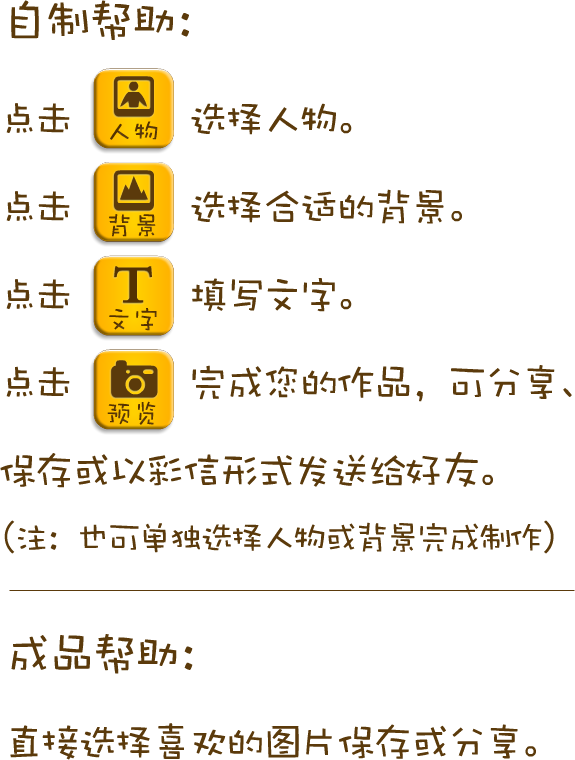 自制帮助：
点击 人物 选择人物。
点击 背景 选择合适的背景。
点击 T文字 填写文字。
点击 预览 完成您的作品，可分享、
保存或以彩信形式发送给好友。
（注：也可单独选择人物或背景完成制作）
成品帮助：
直接选择喜欢的图片保存或分享。